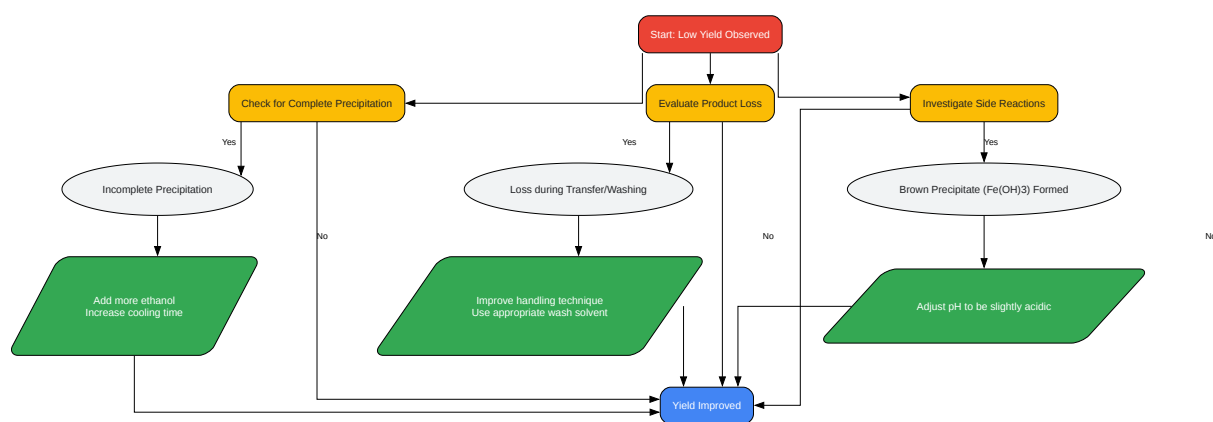 Start: Low Yield Observed
Check for Complete Precipitation
Evaluate Product Loss
Investigate Side Reactions
Yes
Yes
Yes
Incomplete Precipitation
Loss during Transfer/Washing
Brown Precipitate (Fe(OH)3) Formed
No
No
Add more ethanol
Increase cooling time
Improve handling technique
Use appropriate wash solvent
Adjust pH to be slightly acidic
Yield Improved